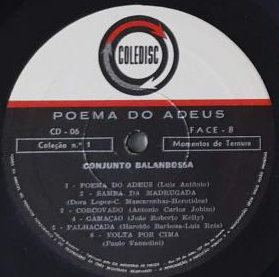 COLEDISC
POEMA DO ADEUS
CD - 06 FACE - B
Coleção n.º 1 Momentos de Ternura
CONJUNTO BALANBOSSA
1 - POEMA DO ADEUS (Luis Antônio)
2 - SAMBA DA MADRUGADA
(Dora Lopes-C. Mascarenhas-Herotides)
3 - CORCOVADO (Antonio Carlos Jobim)
4 - GAMAÇÃO (João Roberto Kelly)
5 - PALHAÇADA (Haroldo Barbosa-Luiz Reis)
6 - VOLTA POR CIMA
(Paulo Vanzolini)